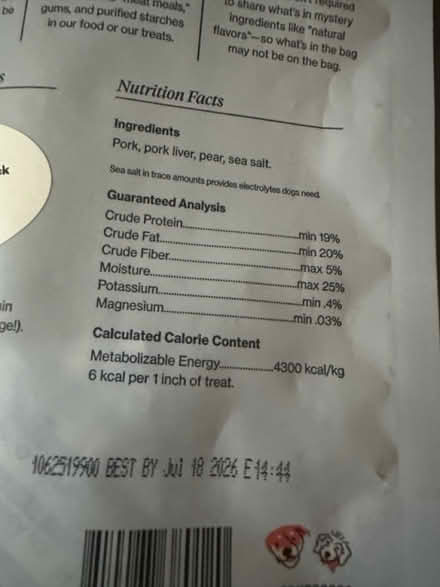 be
meat meals,"
gums, and purified starches
in our food or our treats.
required
to share what's in mystery
ingredients like "natural
flavors"—so what's in the bag
may not be on the bag.
s
Nutrition Facts
Ingredients
Pork, pork liver, pear, sea salt.
Sea salt in trace amounts provides electrolytes dogs need.
Guaranteed Analysis
Crude Protein..........min 19%
Crude Fat..........min 20%
Crude Fiber..........max 5%
Moisture..........max 25%
Potassium..........min .4%
Magnesium..........min .03%
Calculated Calorie Content
Metabolizable Energy..........4300 kcal/kg
6 kcal per 1 inch of treat.
ck
in
ge!).
1062519900 BEST BY Jul 18 2026 E14:44